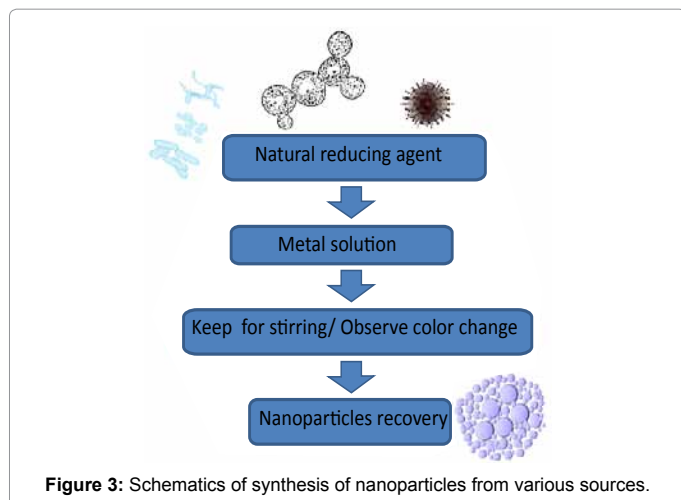 Natural reducing agent
Metal solution
Keep for stirring/ Observe color change
Nanoparticles recovery
Figure 3: Schematics of synthesis of nanoparticles from various sources.